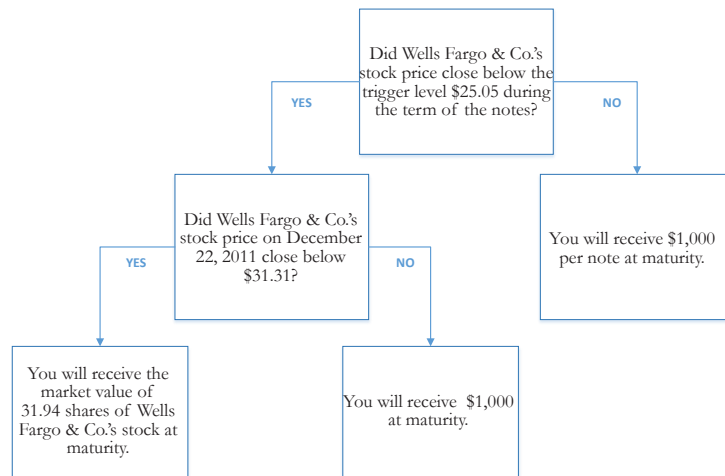 Did Wells Fargo & Co.'s
stock price close below the
trigger level $25.05 during
the term of the notes?
YES
NO
Did Wells Fargo & Co.'s
stock price on December
22, 2011 close below
$31.31?
You will receive $1,000
per note at maturity.
YES
NO
You will receive the
market value of
31.94 shares of Wells
Fargo & Co.'s stock at
maturity.
You will receive $1,000
at maturity.